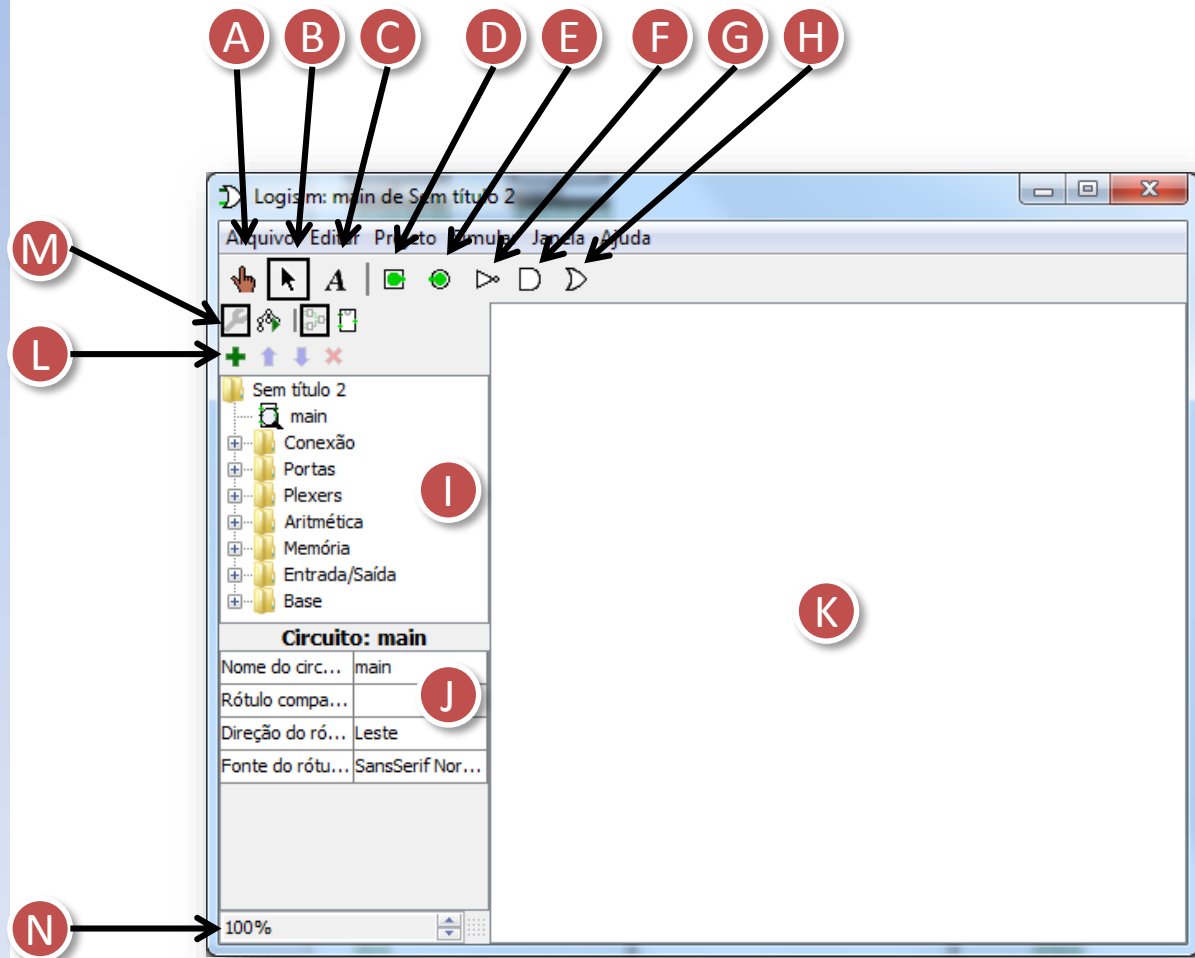 A B C D E F G H
Logisim: main de Sem título 2
Arquivo Editar Projeto Simular Janela Ajuda
M
A
L
Sem título 2
main
Conexão
Portas
Plexers
I
Aritmética
Memória
Entrada/Saída
Base
K
Circuito: main
Nome do circ... main
J
Rótulo compa...
Direção do ró... Leste
Fonte do rótu... SansSerif Nor...
N
100%